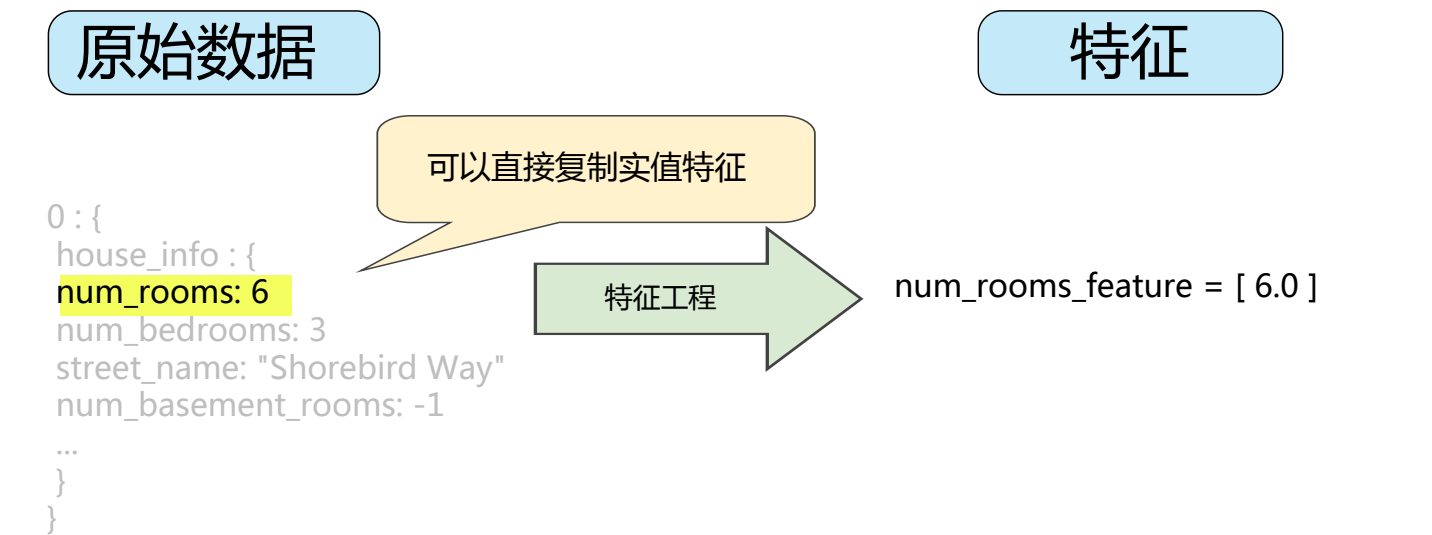 原始数据
特征
可以直接复制实值特征
0 : {
house_info : {
num_rooms: 6
num_bedrooms: 3
street_name: "Shorebird Way"
num_basement_rooms: -1
...
}
}
特征工程
num_rooms_feature = [ 6.0 ]